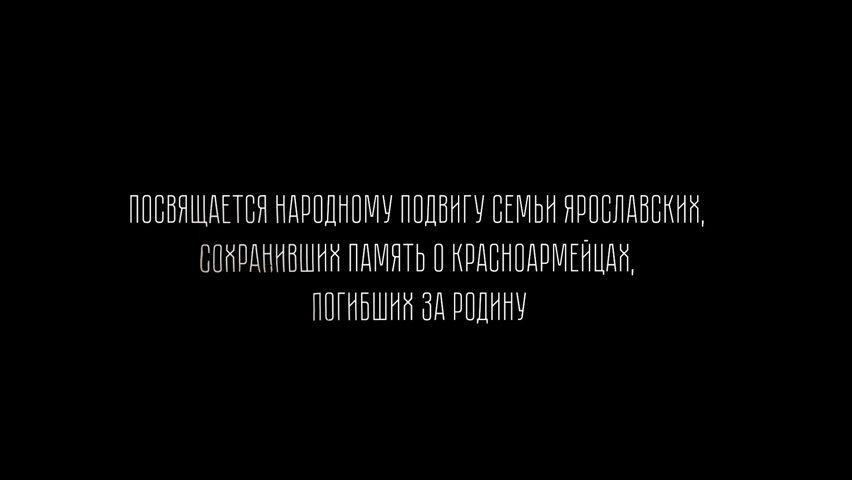 ПОСВЯЩАЕТСЯ НАРОДНОМУ ПОДВИГУ СЕМЬИ ЯРОСЛАВСКИХ,
СОХРАНИВШИХ ПАМЯТЬ О КРАСНОАРМЕЙЦАХ,
ПОГИБШИХ ЗА РОДИНУ